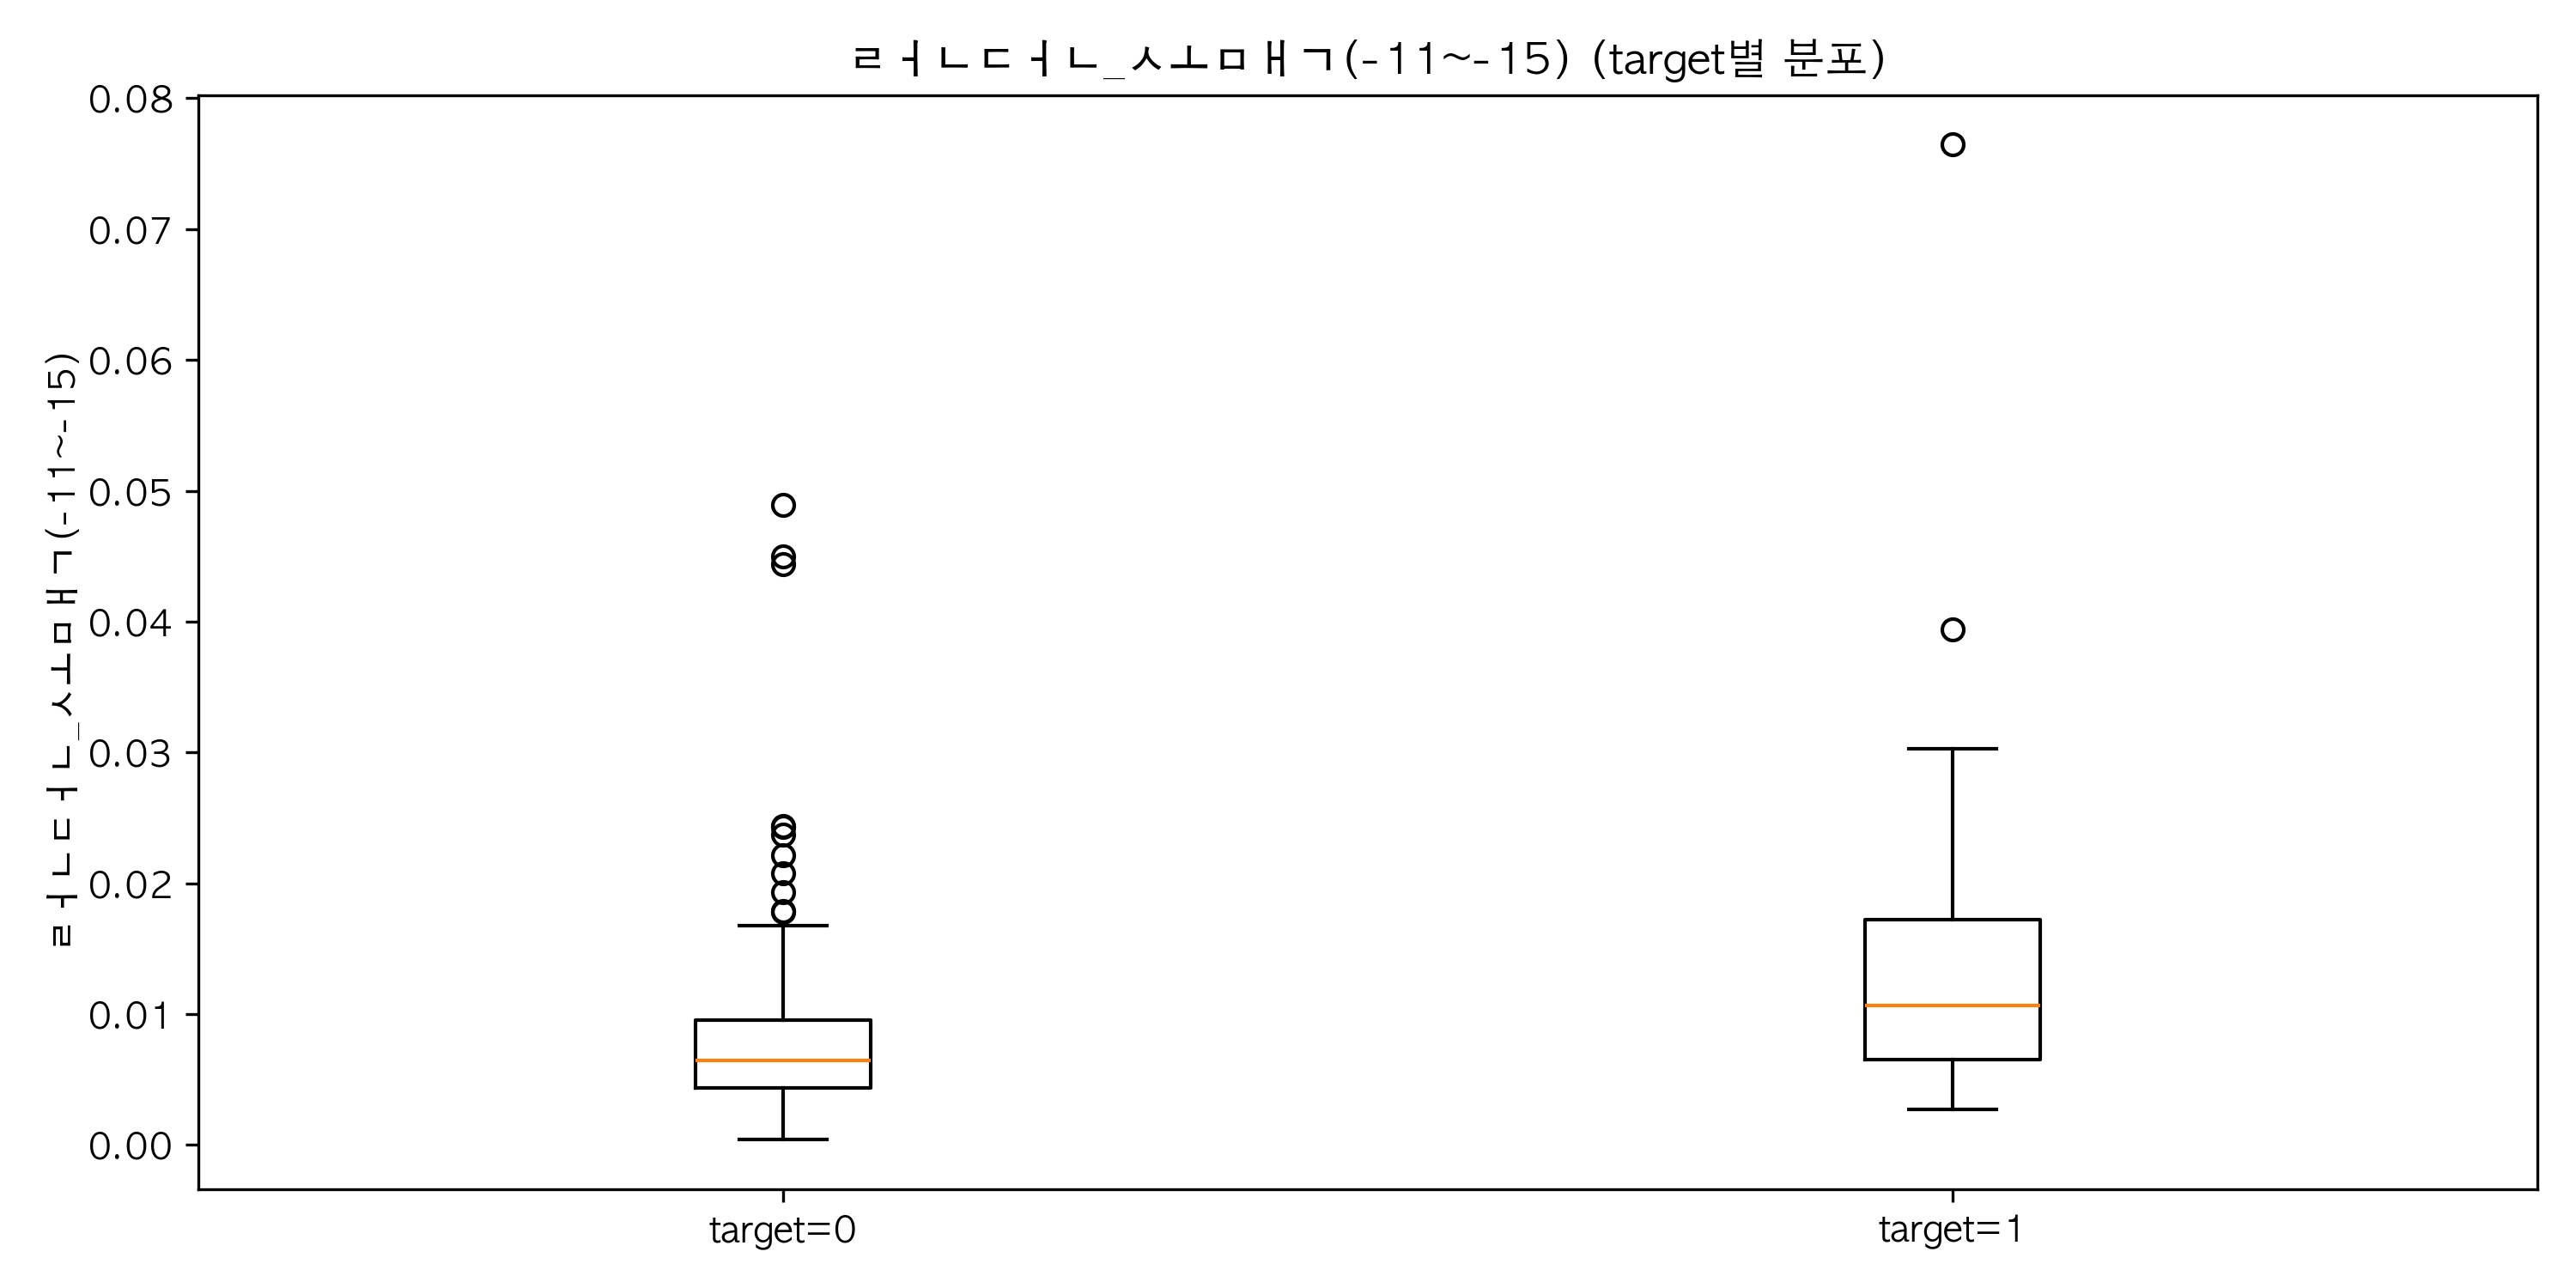 ㄹㅓㄴㄷㅓㄴ_ㅅㅗㅁㅐㄱ(-11~-15) (target별 분포)
ㄹㅓㄴㄷㅓㄴ_ㅅㅗㅁㅐㄱ(-11~-15)
0.08
0.07
0.06
0.05
0.04
0.03
0.02
0.01
0.00
target=0
target=1